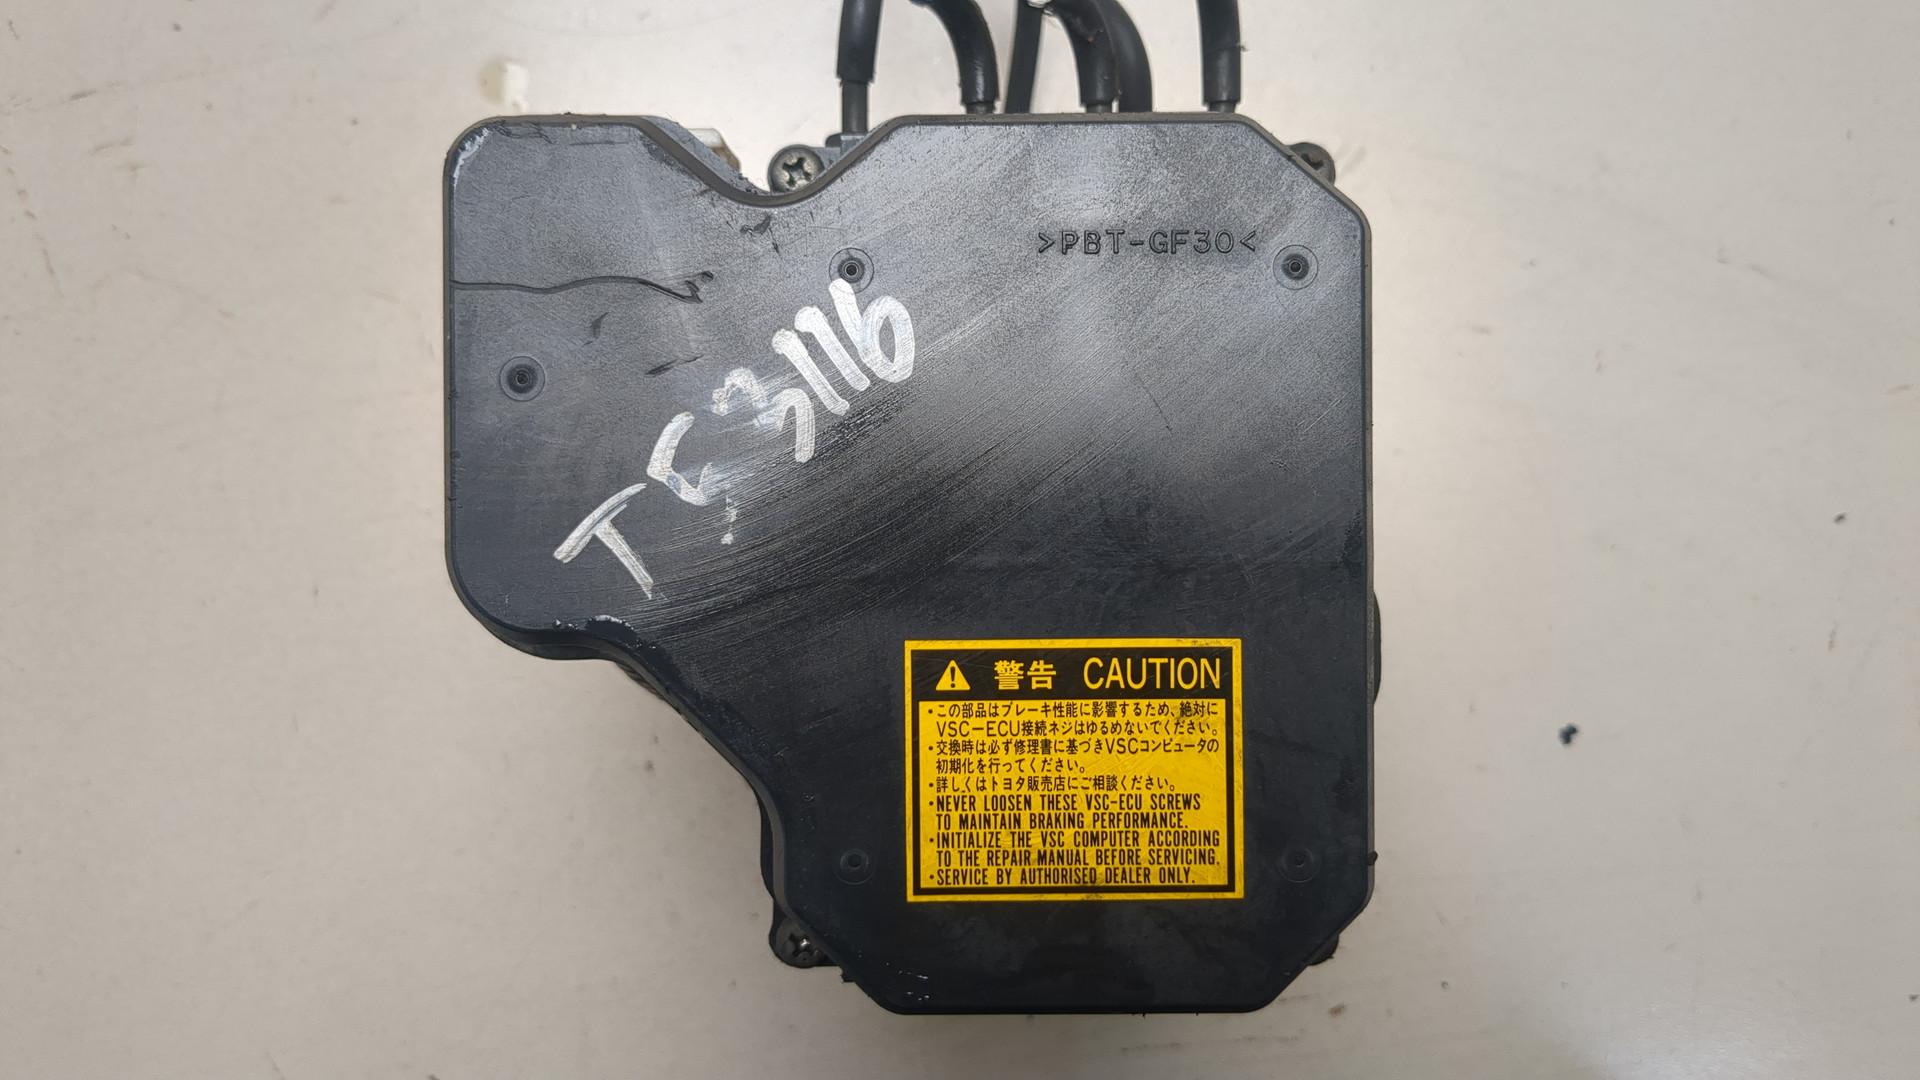 >PBT-GF30<
TC3116
警告 CAUTION
・この部品はブレーキ性能に影響するため、絶対に
VSC-ECU接続ネジはゆるめないでください。
・交換時は必ず修理書に基づきVSCコンピュータの
初期化を行ってください。
・詳しくはトヨタ販売店にご相談ください。
・NEVER LOOSEN THESE VSC-ECU SCREWS
TO MAINTAIN BRAKING PERFORMANCE.
・INITIALIZE THE VSC COMPUTER ACCORDING
TO THE REPAIR MANUAL BEFORE SERVICING.
・SERVICE BY AUTHORISED DEALER ONLY.